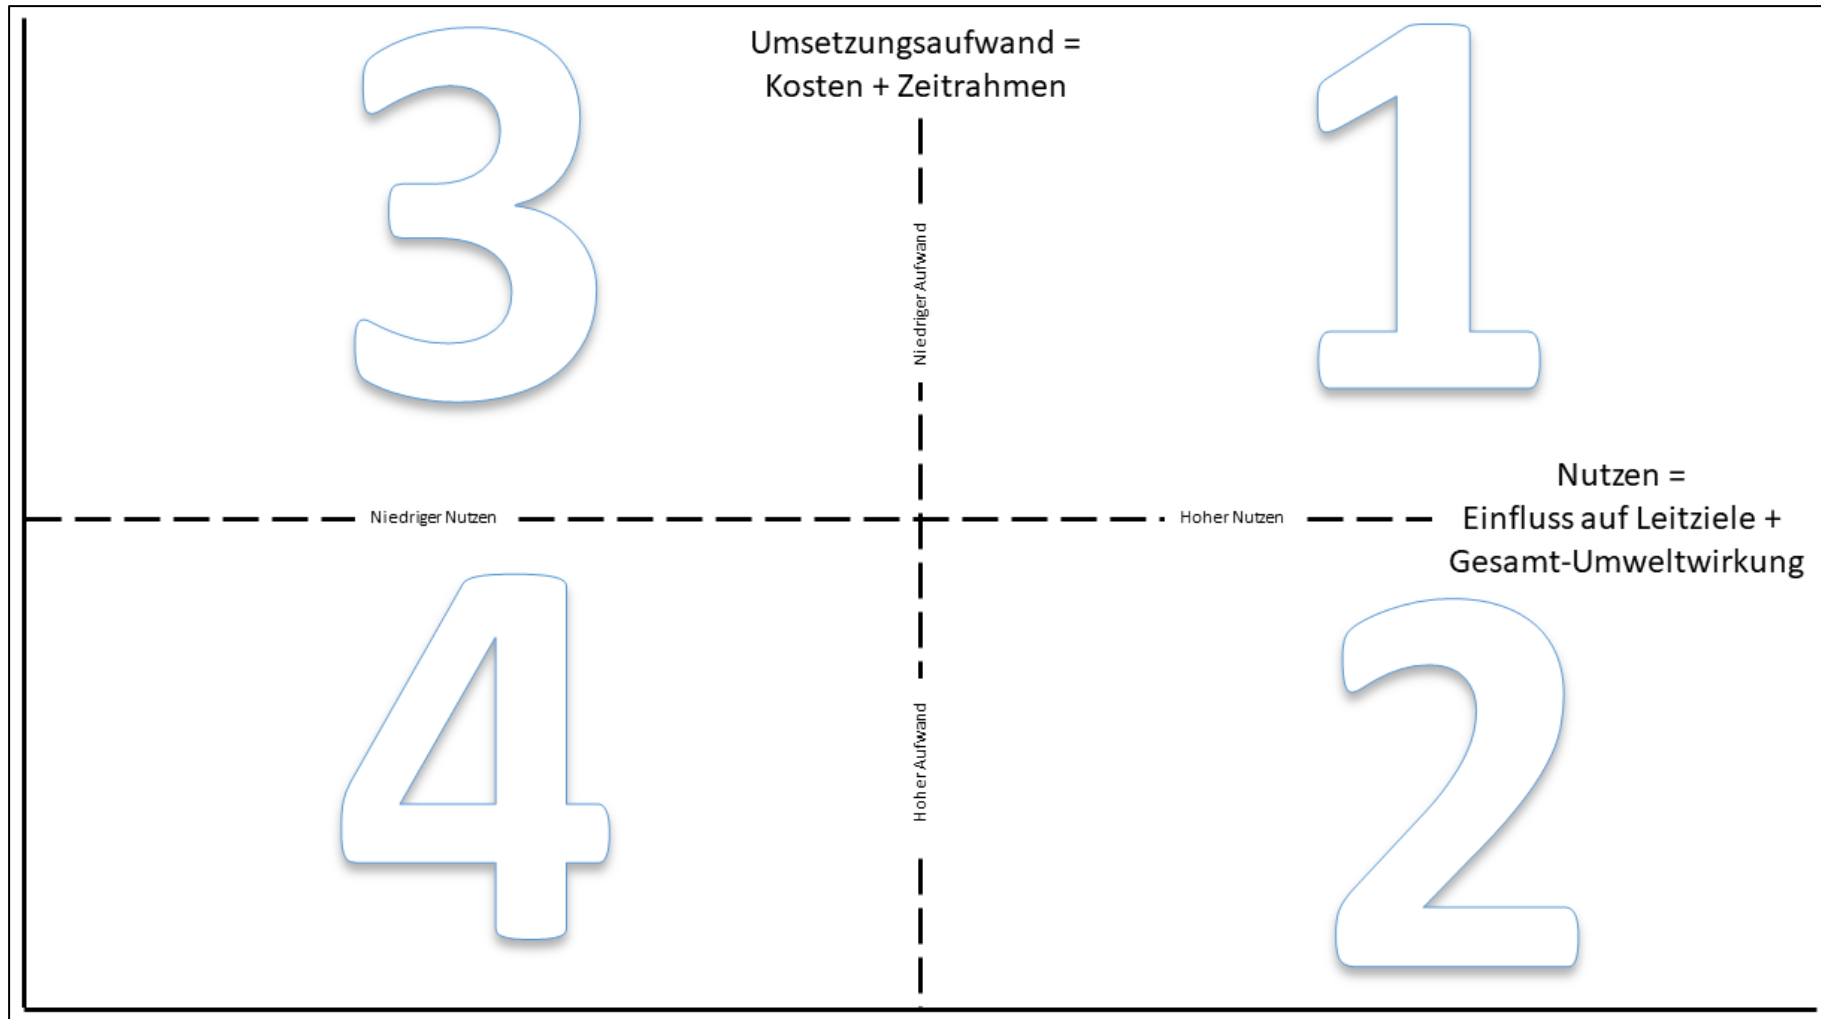 3
Umsetzungsaufwand =
Kosten + Zeitrahmen
1
Niedriger Aufwand
Niedriger Nutzen
Hoher Nutzen
Nutzen =
Einfluss auf Leitziele +
Gesamt-Umweltwirkung
4
Hoher Aufwand
2